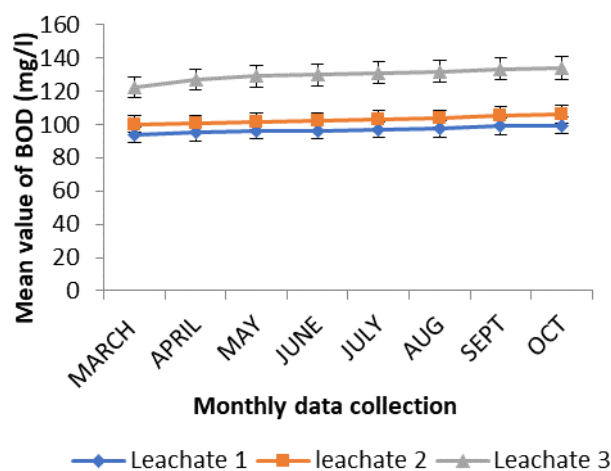 Mean value of BOD (mg/l)
160
140
120
100
80
60
40
20
0
MARCH
APRIL
MAY
JUNE
JULY
AUG
SEPT
OCT
Monthly data collection
Leachate 1
leachate 2
Leachate 3